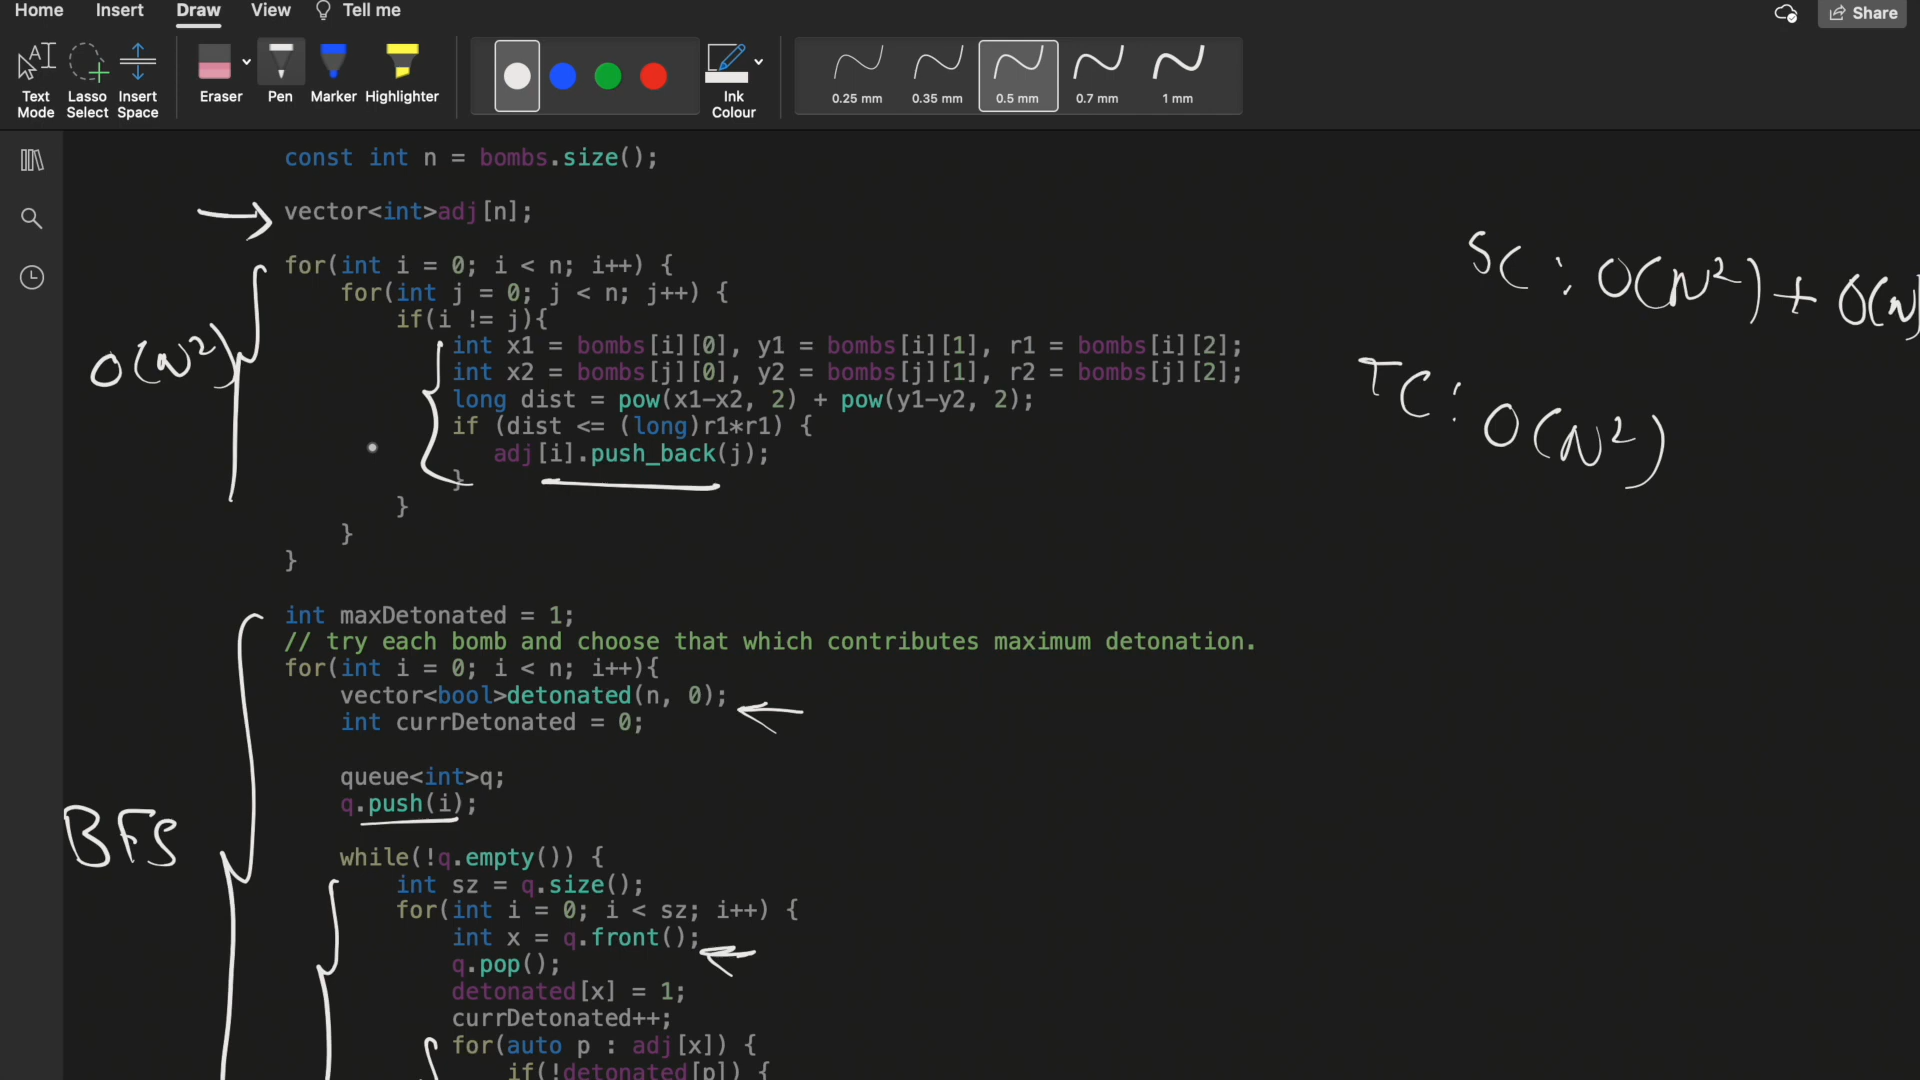 Home Insert Draw View Tell me Share
Text Mode Lasso Select Insert Space Eraser Pen Marker Highlighter Ink Colour 0.25 mm 0.35 mm 0.5 mm 0.7 mm 1 mm
const int n = bombs.size();
vector<int>adj[n];
for(int i = 0; i < n; i++) {
for(int j = 0; j < n; j++) {
if(i != j){
int x1 = bombs[i][0], y1 = bombs[i][1], r1 = bombs[i][2];
int x2 = bombs[j][0], y2 = bombs[j][1], r2 = bombs[j][2];
long dist = pow(x1-x2, 2) + pow(y1-y2, 2);
if (dist <= (long)r1*r1) {
adj[i].push_back(j);
}
}
}
}
int maxDetonated = 1;
// try each bomb and choose that which contributes maximum detonation.
for(int i = 0; i < n; i++){
vector<bool>detonated(n, 0);
int currDetonated = 0;
queue<int>q;
q.push(i);
while(!q.empty()) {
int sz = q.size();
for(int i = 0; i < sz; i++) {
int x = q.front();
q.pop();
detonated[x] = 1;
currDetonated++;
for(auto p : adj[x]) {
if(!detonated[p]) {
O(N²)
BFS
SC : O(N²) + O(N)
TC : O(N²)